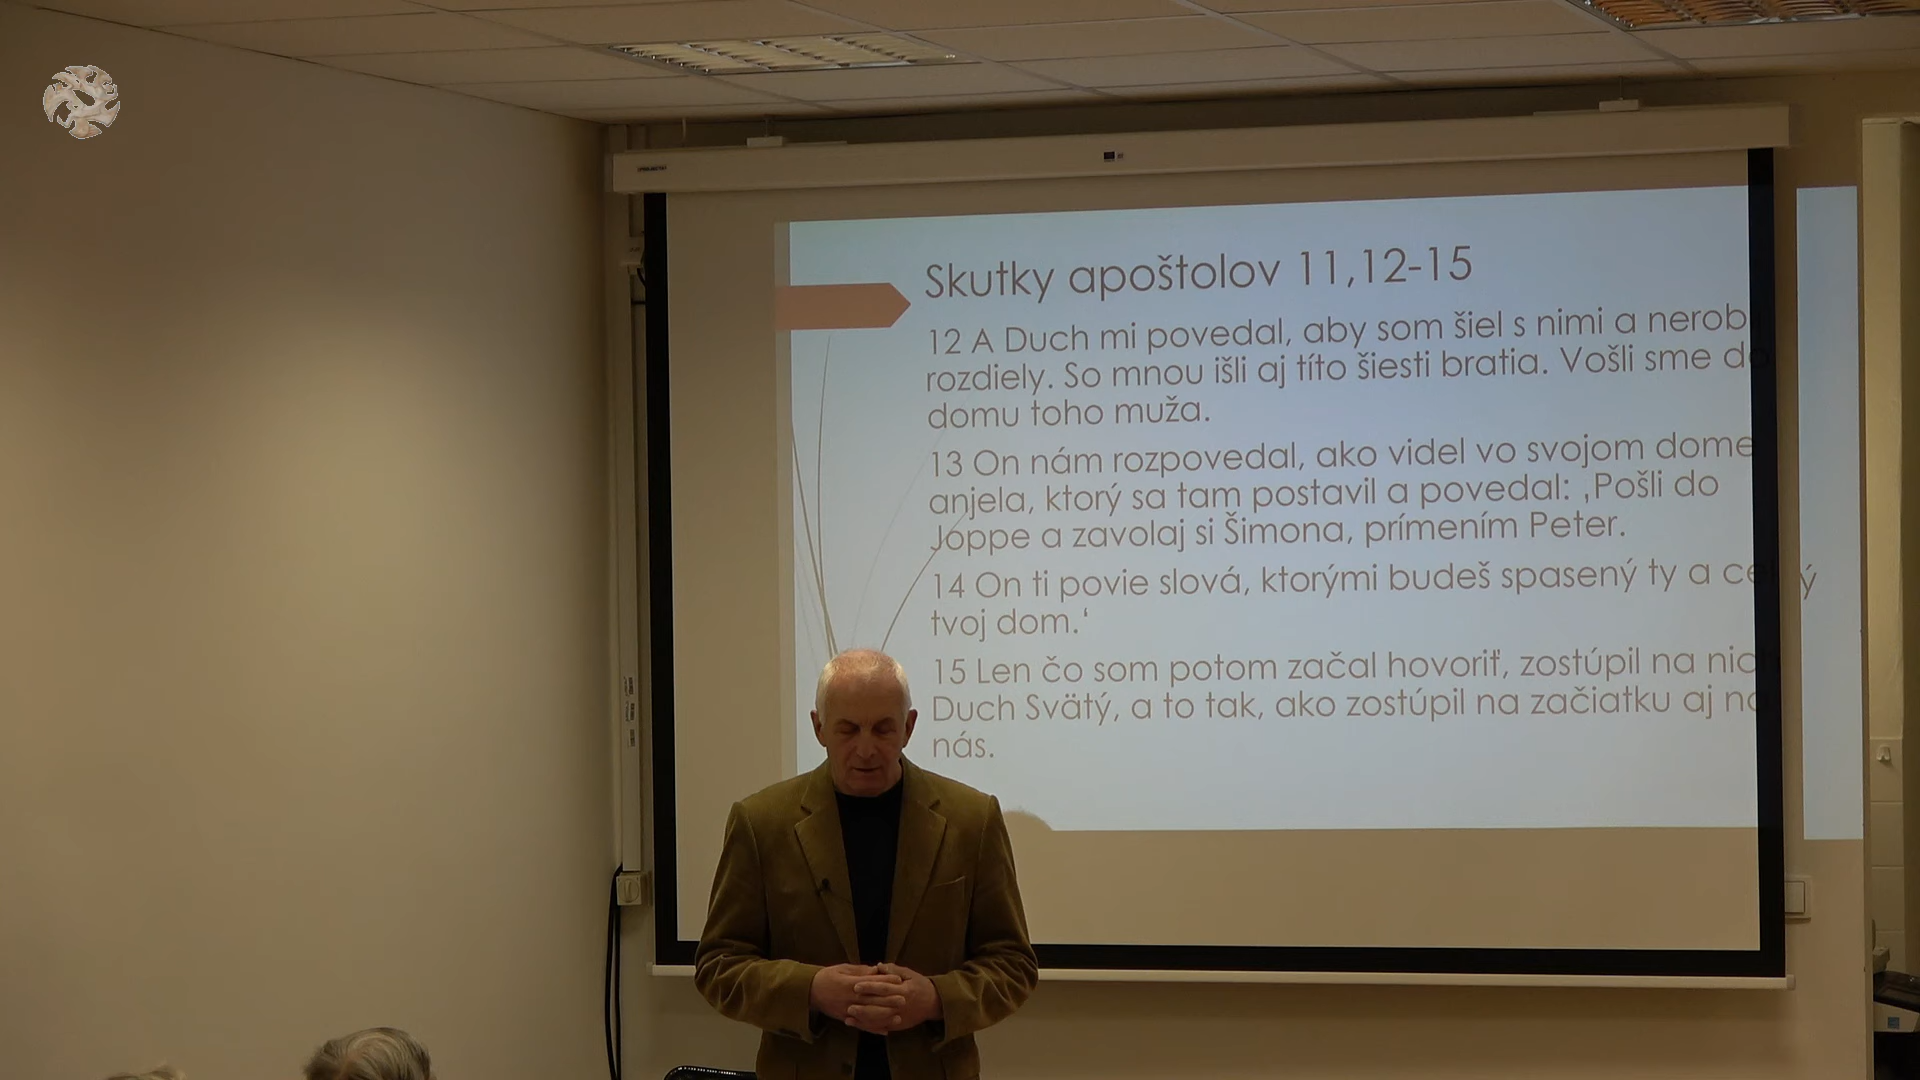 Skutky apoštolov 11,12-15
12 A Duch mi povedal, aby som šiel s nimi a nerob
rozdiely. So mnou išli aj títo šiesti bratia. Vošli sme do
domu toho muža.
13 On nám rozpovedal, ako videl vo svojom dome
anjela, ktorý sa tam postavil a povedal: ‚Pošli do
Joppe a zavolaj si Šimona, prímením Peter.
14 On ti povie slová, ktorými budeš spasený ty a celý
tvoj dom.‘
15 Len čo som potom začal hovoriť, zostúpil na nich
Duch Svätý, a to tak, ako zostúpil na začiatku aj na
nás.